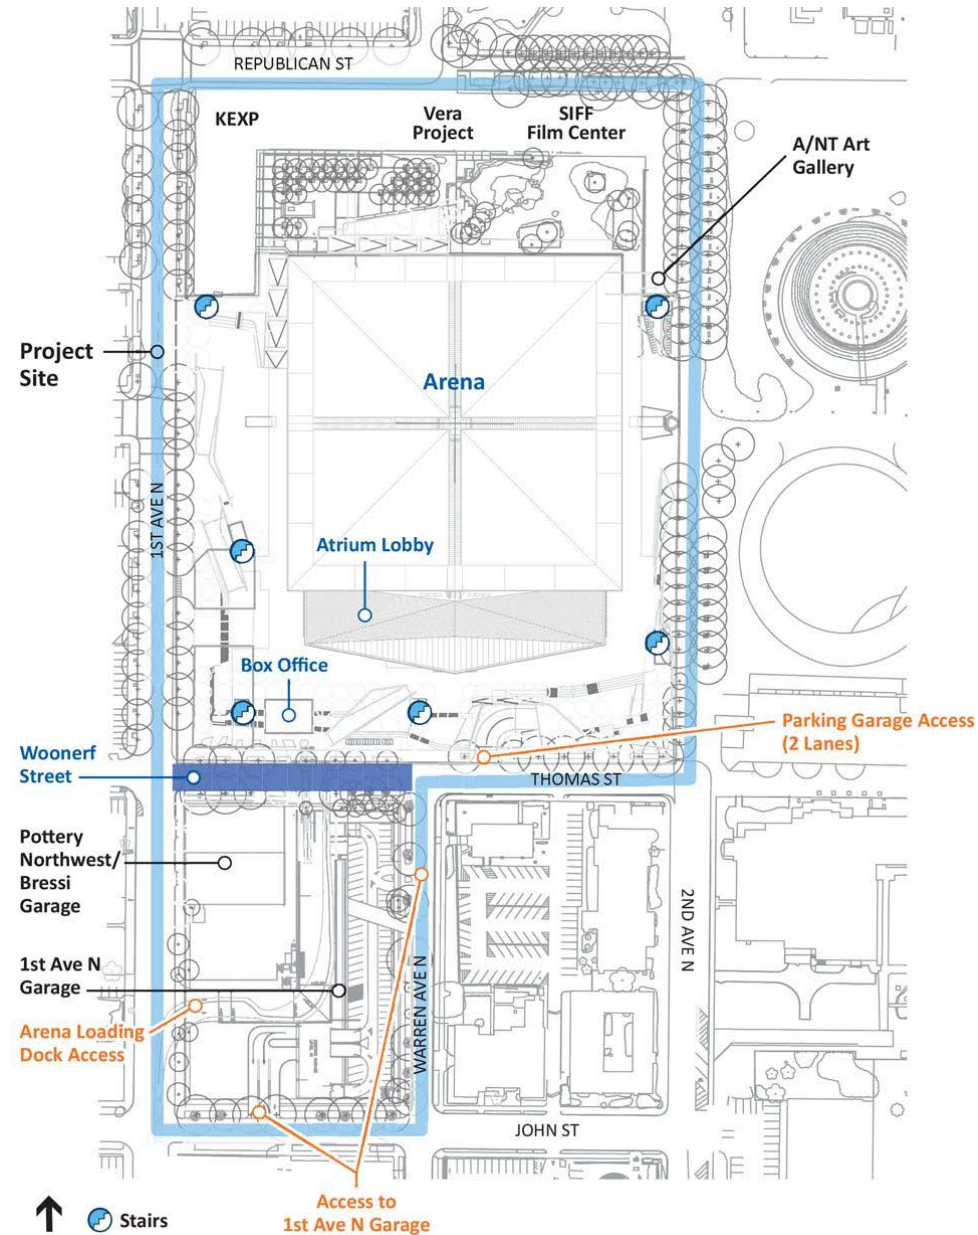 REPUBLICAN ST
KEXP
Vera
Project
SIFF
Film Center
A/NT Art
Gallery
Project
Site
Arena
1ST AVE N
Atrium Lobby
Box Office
Parking Garage Access
(2 Lanes)
Woonerf
Street
THOMAS ST
Pottery
Northwest/
Bressi
Garage
2ND AVE N
1st Ave N
Garage
WARREN AVE N
Arena Loading
Dock Access
JOHN ST
Access to
1st Ave N Garage
Stairs